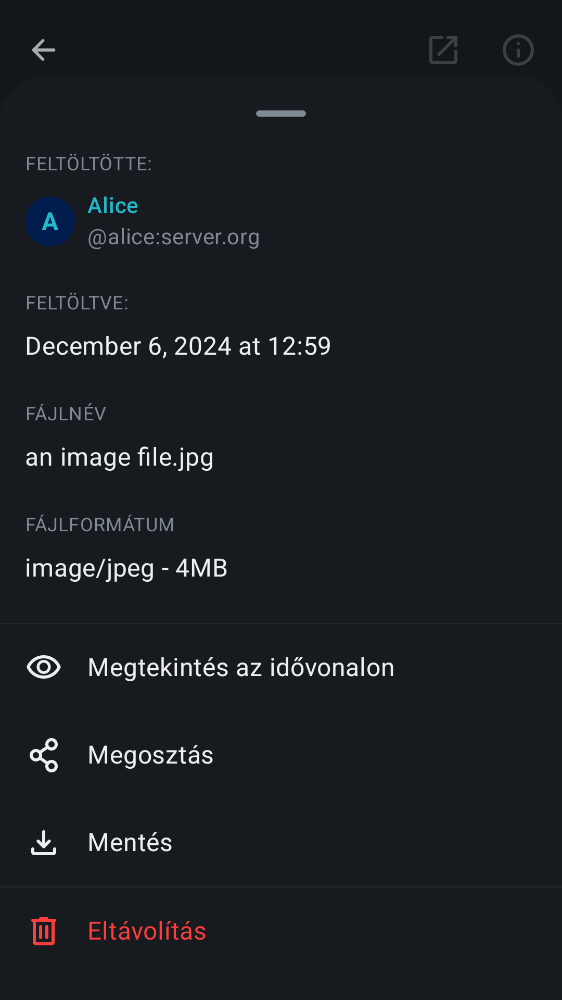 FELTÖLTÖTTE:
A
Alice
@alice:server.org
FELTÖLTVE:
December 6, 2024 at 12:59
FÁJLNÉV
an image file.jpg
FÁJLFORMÁTUM
image/jpeg - 4MB
Megtekintés az idővonalon
Megosztás
Mentés
Eltávolítás